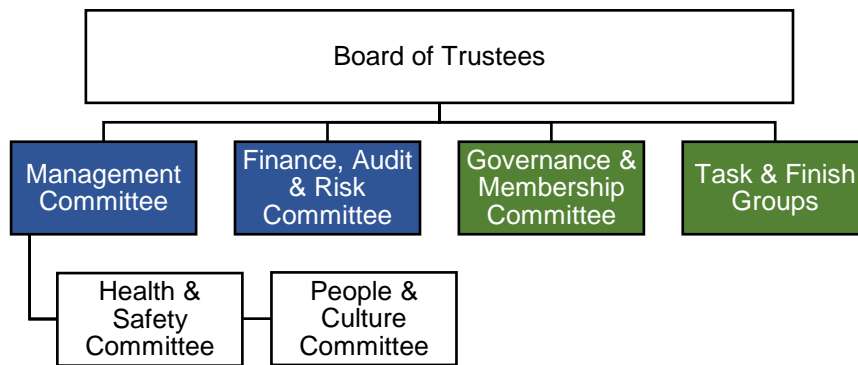 Board of Trustees
Management
Committee
Finance, Audit
& Risk
Committee
Governance &
Membership
Committee
Task & Finish
Groups
Health &
Safety
Committee
People &
Culture
Committee